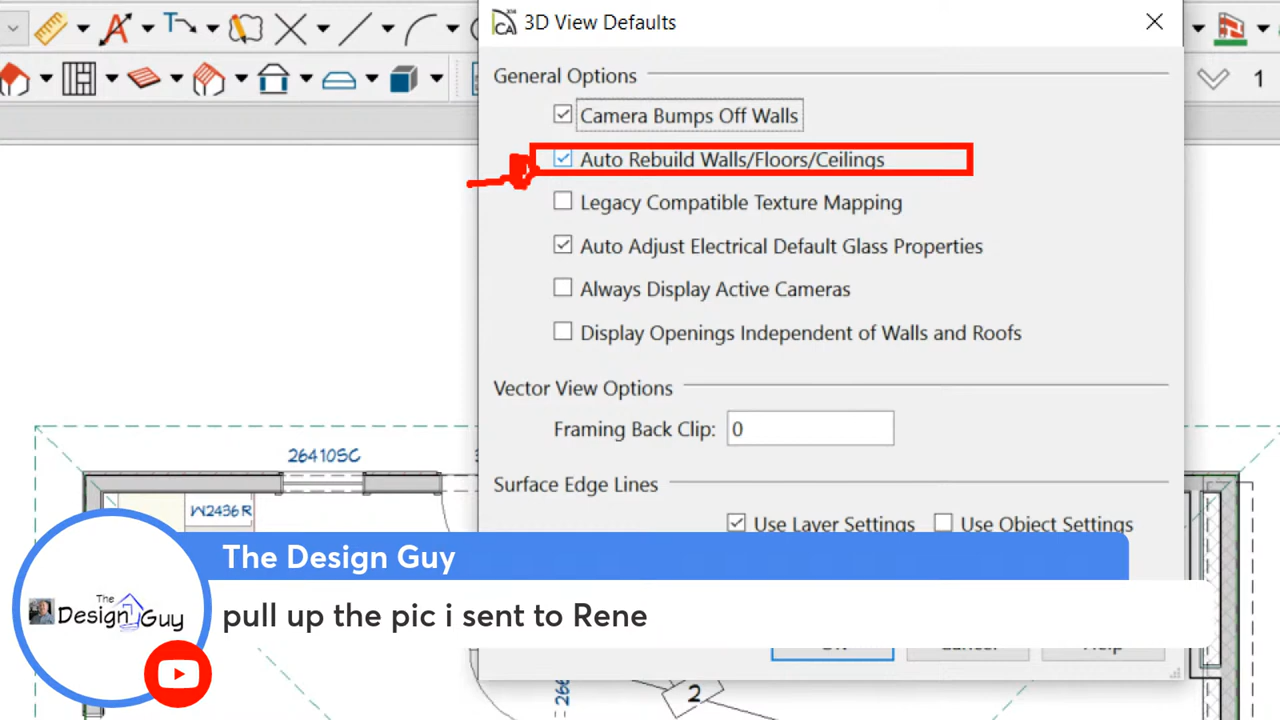 3D View Defaults
1
General Options
Camera Bumps Off Walls
Auto Rebuild Walls/Floors/Ceilings
Legacy Compatible Texture Mapping
Auto Adjust Electrical Default Glass Properties
Always Display Active Cameras
Display Openings Independent of Walls and Roofs
Vector View Options
Framing Back Clip: 0
26410SC
Surface Edge Lines
W2436R
Use Layer Settings Use Object Settings
The Design Guy
The
Design Guy
pull up the pic i sent to Rene
2